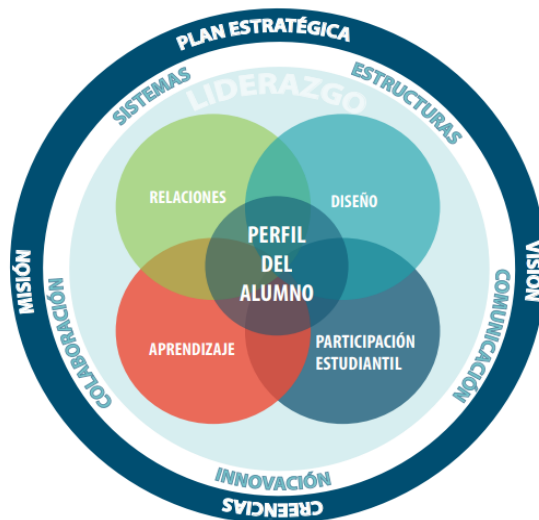 PLAN ESTRATÉGICA
SISTEMAS
ESTRUCTURAS
LIDERAZGO
RELACIONES
DISEÑO
PERFIL
DEL
ALUMNO
MISIÓN
VISIÓN
COLABORACIÓN
COMUNICACIÓN
APRENDIZAJE
PARTICIPACIÓN
ESTUDIANTIL
INNOVACIÓN
CREENCIAS